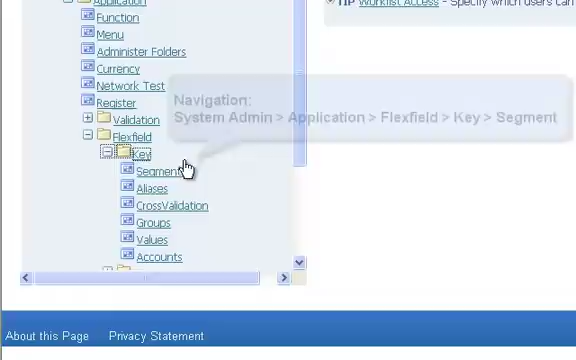 Application
TIP Worklist Access - Specify which users can
Function
Menu
Administer Folders
Currency
Network Test
Register
Navigation:
System Admin > Application > Flexfield > Key > Segment
Validation
Flexfield
Key
Segment
Aliases
CrossValidation
Groups
Values
Accounts
About this Page Privacy Statement